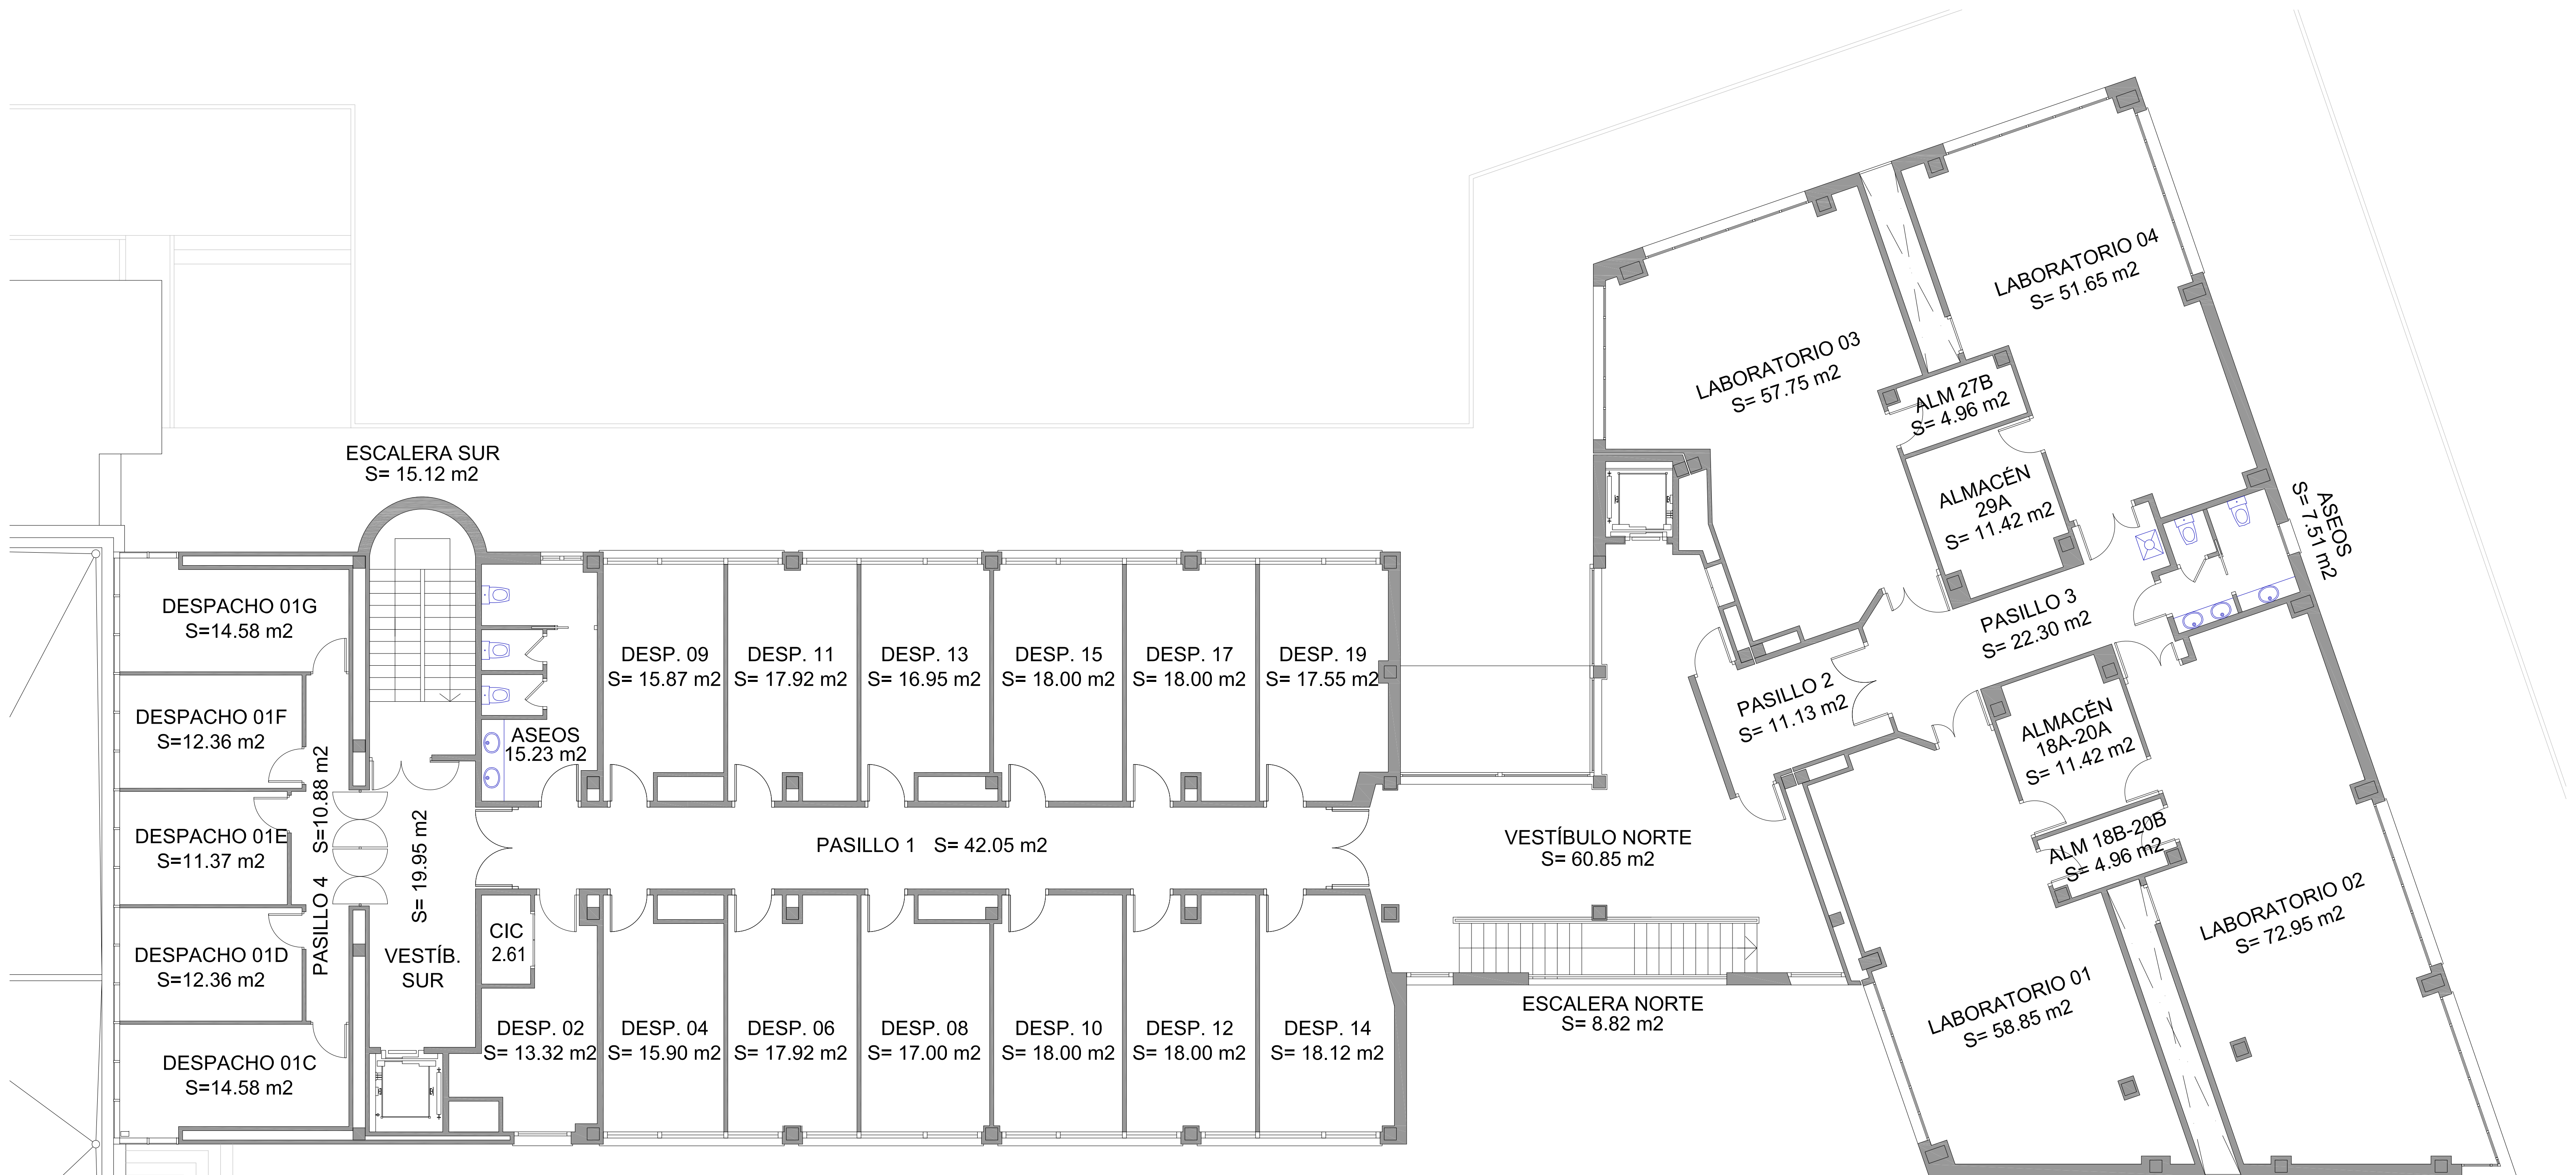 ESCALERA SUR
S= 15.12 m2
DESPACHO 01G
S=14.58 m2
DESPACHO 01F
S=12.36 m2
DESPACHO 01E
S=11.37 m2
DESPACHO 01D
S=12.36 m2
DESPACHO 01C
S=14.58 m2
PASILLO 4 S=10.88 m2
S= 19.95 m2
VESTÍB.
SUR
ASEOS
15.23 m2
CIC
2.61
DESP. 09
S= 15.87 m2
DESP. 11
S= 17.92 m2
DESP. 13
S= 16.95 m2
DESP. 15
S= 18.00 m2
DESP. 17
S= 18.00 m2
DESP. 19
S= 17.55 m2
PASILLO 1 S= 42.05 m2
DESP. 02
S= 13.32 m2
DESP. 04
S= 15.90 m2
DESP. 06
S= 17.92 m2
DESP. 08
S= 17.00 m2
DESP. 10
S= 18.00 m2
DESP. 12
S= 18.00 m2
DESP. 14
S= 18.12 m2
VESTÍBULO NORTE
S= 60.85 m2
ESCALERA NORTE
S= 8.82 m2
LABORATORIO 03
S= 57.75 m2
LABORATORIO 04
S= 51.65 m2
ALM 27B
S= 4.96 m2
ALMACÉN
29A
S= 11.42 m2
ASEOS
S= 7.51 m2
PASILLO 3
S= 22.30 m2
PASILLO 2
S= 11.13 m2
ALMACÉN
18A-20A
S= 11.42 m2
ALM 18B-20B
S= 4.96 m2
LABORATORIO 02
S= 72.95 m2
LABORATORIO 01
S= 58.85 m2